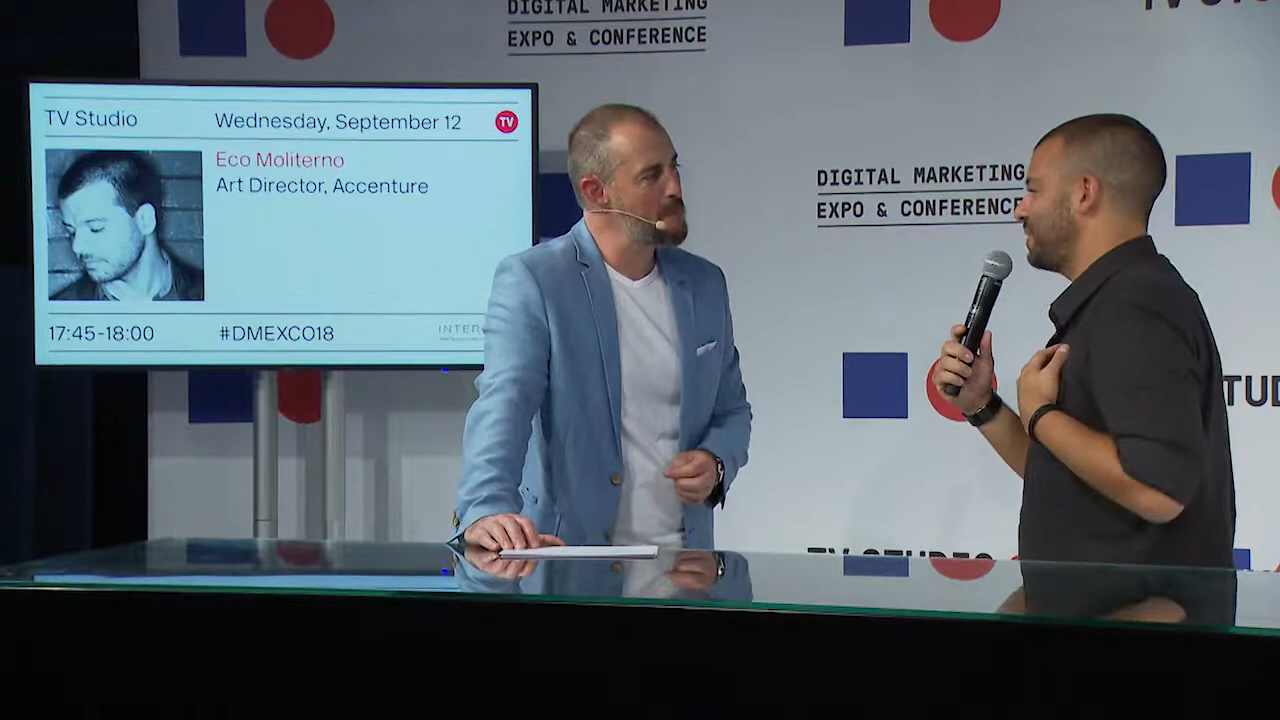 DIGITAL MARKETING
EXPO & CONFERENCE
TV Studio
Wednesday, September 12
TV
Eco Moliterno
Art Director, Accenture
17:45-18:00
#DMEXCO18
DIGITAL MARKETING
EXPO & CONFERENCE